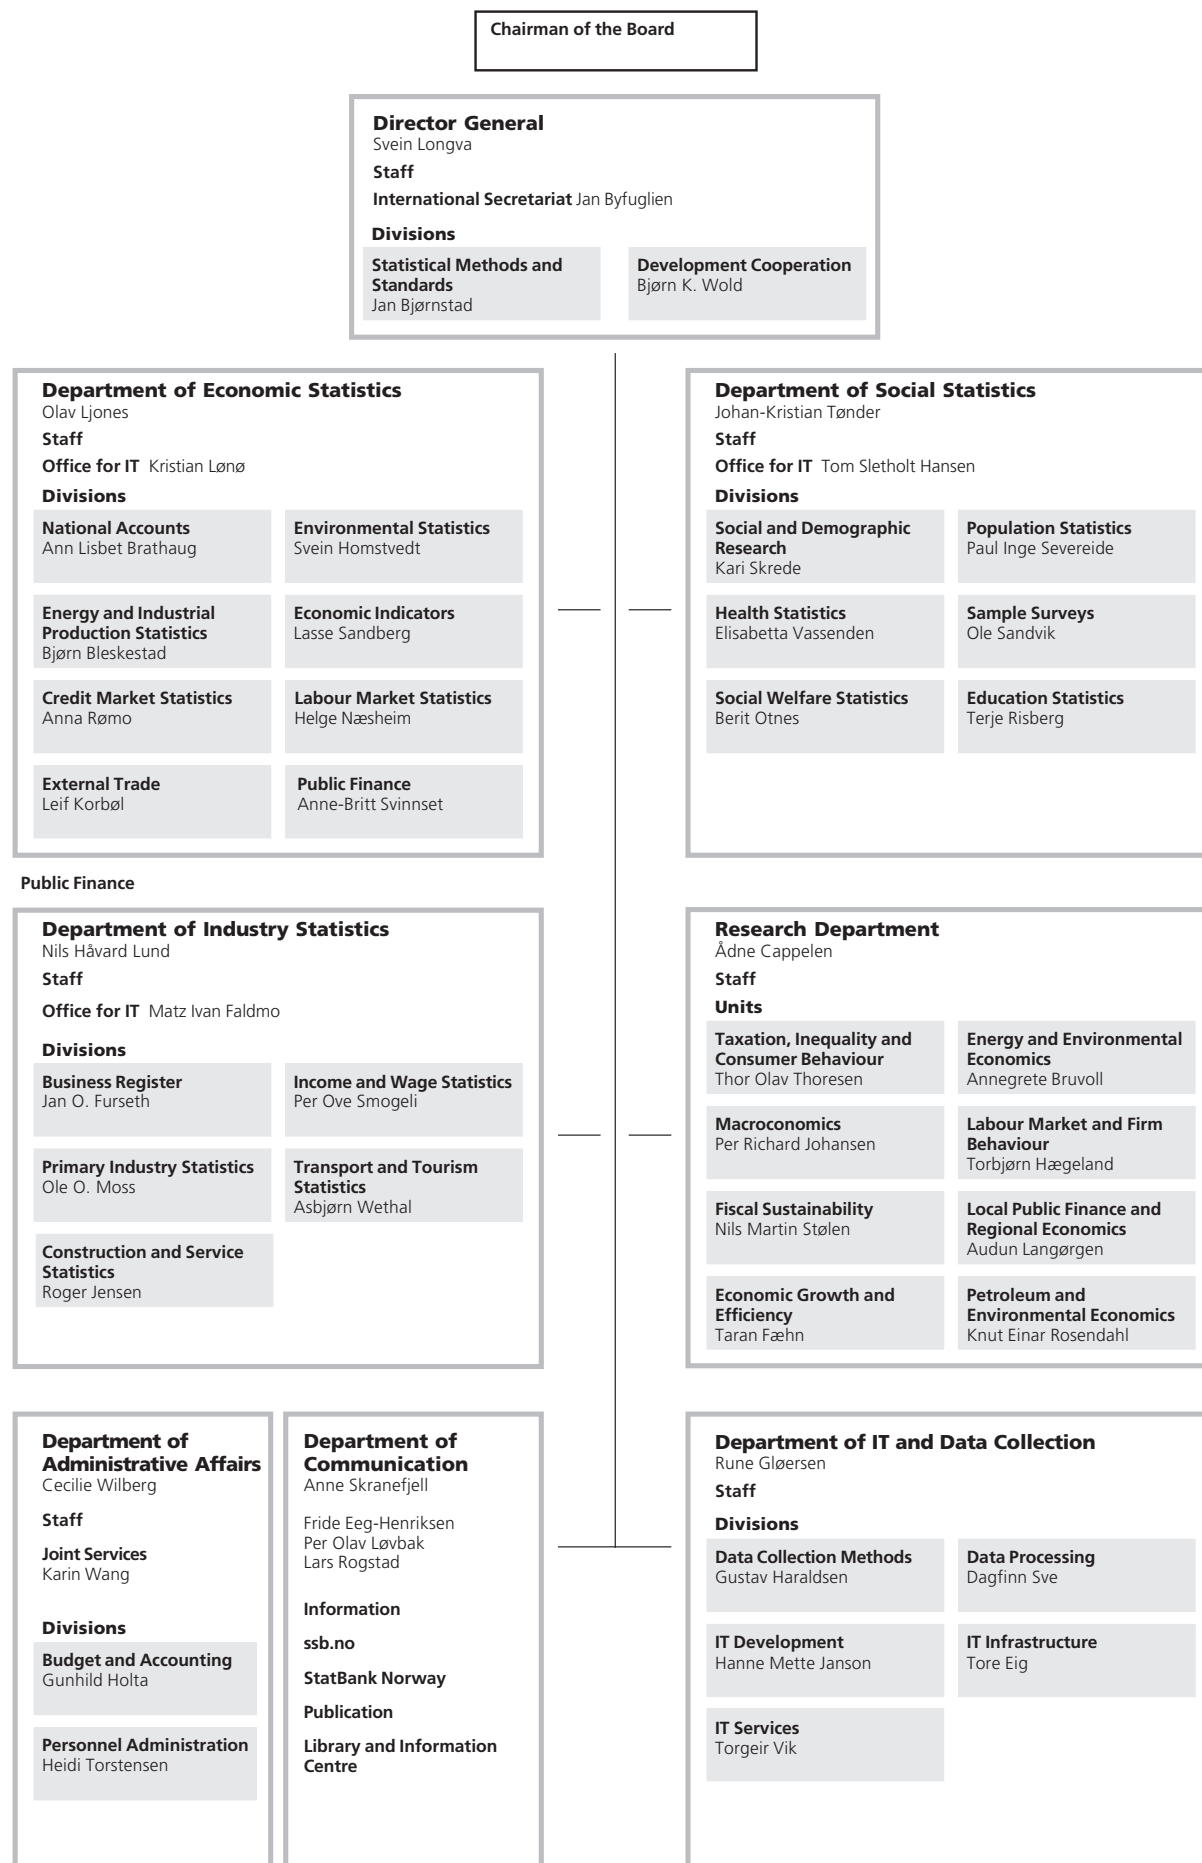 Chairman of the Board
Director General
Svein Longva
Staff
International Secretariat Jan Byfuglien
Divisions
Statistical Methods and
Standards
Jan Bjørnstad
Development Cooperation
Bjørn K. Wold
Department of Economic Statistics
Olav Ljones
Staff
Office for IT Kristian Lønø
Divisions
National Accounts
Ann Lisbet Brathaug
Environmental Statistics
Svein Homstvedt
Energy and Industrial
Production Statistics
Bjørn Bleskestad
Economic Indicators
Lasse Sandberg
Credit Market Statistics
Anna Rømo
Labour Market Statistics
Helge Næsheim
External Trade
Leif Korbøl
Public Finance
Anne-Britt Svinnset
Department of Social Statistics
Johan-Kristian Tønder
Staff
Office for IT Tom Sletholt Hansen
Divisions
Social and Demographic
Research
Kari Skrede
Population Statistics
Paul Inge Severeide
Health Statistics
Elisabetta Vassenden
Sample Surveys
Ole Sandvik
Social Welfare Statistics
Berit Otnes
Education Statistics
Terje Risberg
Public Finance
Department of Industry Statistics
Nils Håvard Lund
Staff
Office for IT Matz Ivan Faldmo
Divisions
Business Register
Jan O. Furseth
Income and Wage Statistics
Per Ove Smogeli
Primary Industry Statistics
Ole O. Moss
Transport and Tourism
Statistics
Asbjørn Wethal
Construction and Service
Statistics
Roger Jensen
Research Department
Ådne Cappelen
Staff
Units
Taxation, Inequality and
Consumer Behaviour
Thor Olav Thoresen
Energy and Environmental
Economics
Annegrete Bruvoll
Macroeconomics
Per Richard Johansen
Labour Market and Firm
Behaviour
Torbjørn Hægeland
Fiscal Sustainability
Nils Martin Stølen
Local Public Finance and
Regional Economics
Audun Langørgen
Economic Growth and
Efficiency
Taran Fæhn
Petroleum and
Environmental Economics
Knut Einar Rosendahl
Department of
Administrative Affairs
Cecilie Wilberg
Staff
Joint Services
Karin Wang
Divisions
Budget and Accounting
Gunhild Holta
Personnel Administration
Heidi Torstensen
Department of
Communication
Anne Skranefjell
Fride Eeg-Henriksen
Per Olav Løvbak
Lars Rogstad
Information
ssb.no
StatBank Norway
Publication
Library and Information
Centre
Department of IT and Data Collection
Rune Gløersen
Staff
Divisions
Data Collection Methods
Gustav Haraldsen
Data Processing
Dagfinn Sve
IT Development
Hanne Mette Janson
IT Infrastructure
Tore Eig
IT Services
Torgeir Vik